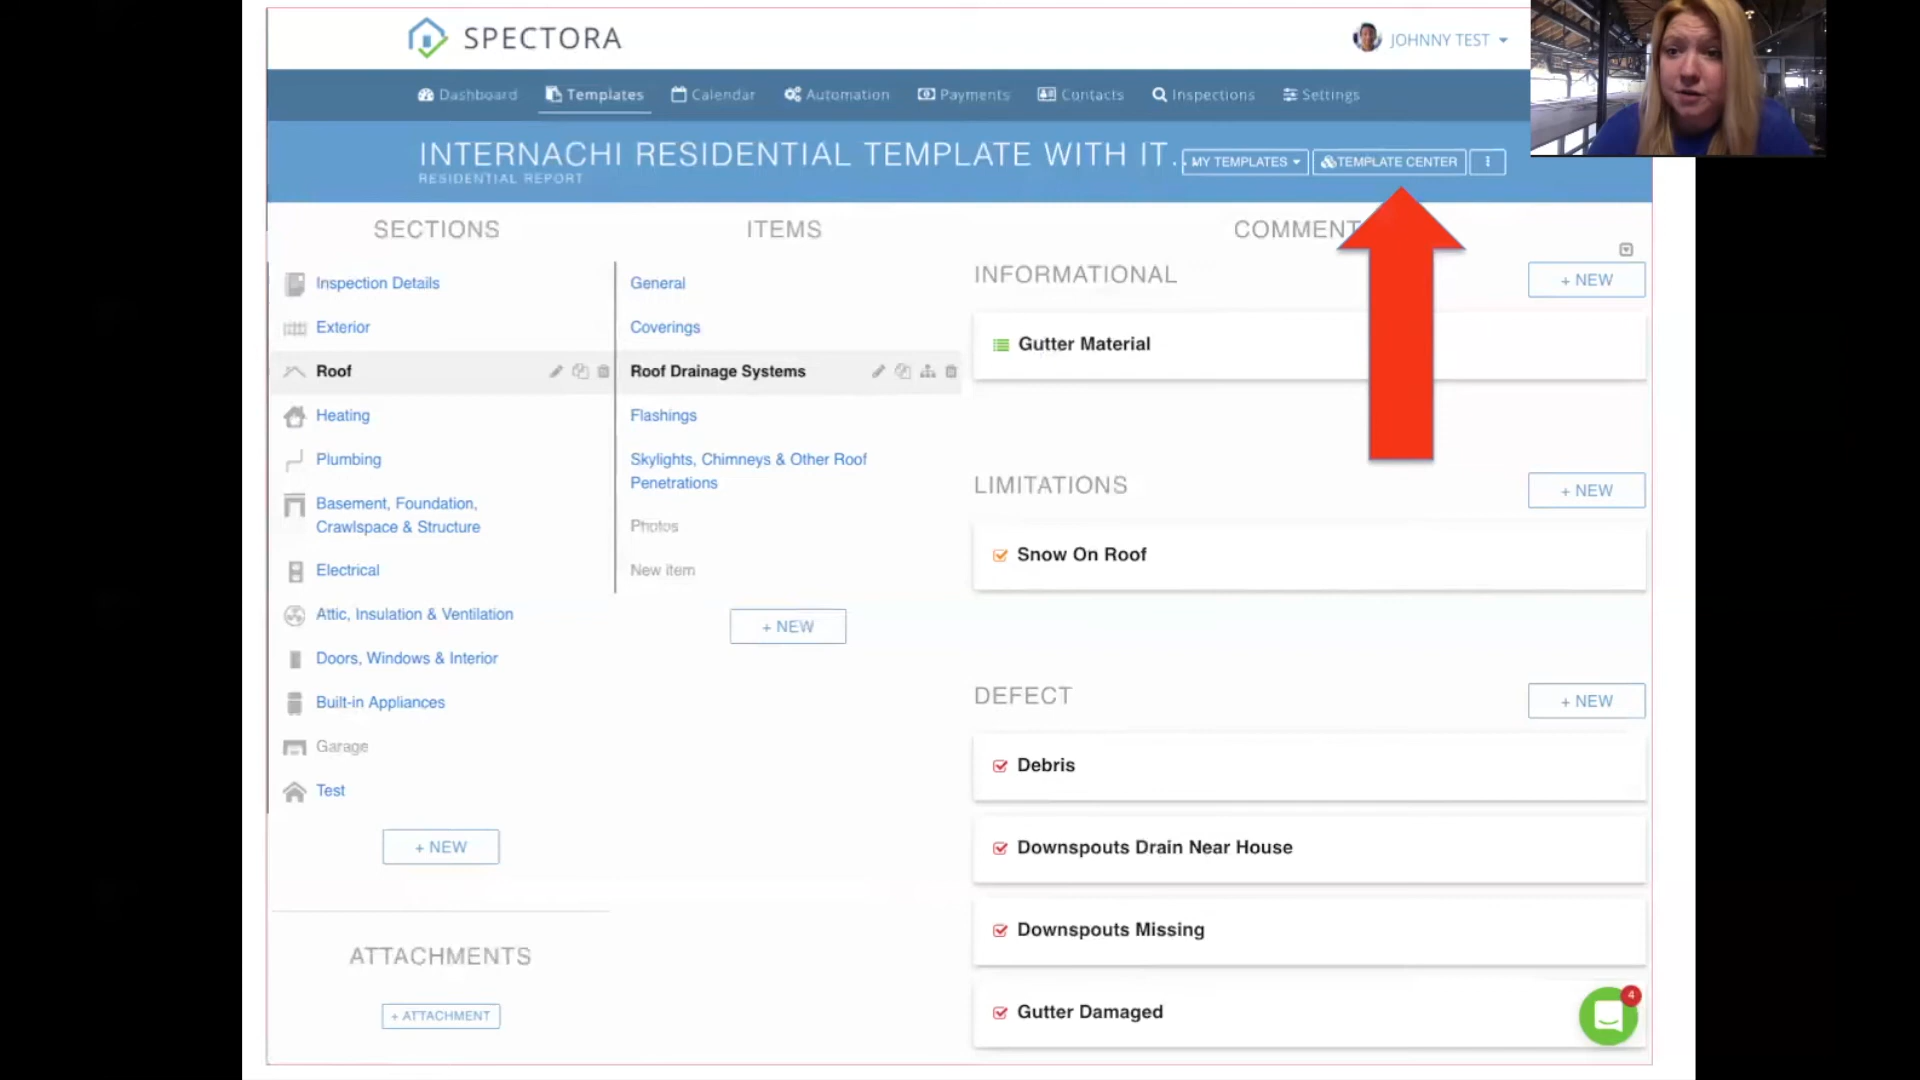 SPECTORA
JOHNNY TEST
Dashboard Templates Calendar Automation Payments Contacts Inspections Settings
INTERNACHI RESIDENTIAL TEMPLATE WITH IT...
RESIDENTIAL REPORT
MY TEMPLATES
TEMPLATE CENTER
SECTIONS
Inspection Details
Exterior
Roof
Heating
Plumbing
Basement, Foundation,
Crawlspace & Structure
Electrical
Attic, Insulation & Ventilation
Doors, Windows & Interior
Built-in Appliances
Garage
Test
+ NEW
ATTACHMENTS
+ ATTACHMENT
ITEMS
General
Coverings
Roof Drainage Systems
Flashings
Skylights, Chimneys & Other Roof
Penetrations
Photos
New item
+ NEW
COMMENT
INFORMATIONAL
+ NEW
Gutter Material
LIMITATIONS
+ NEW
Snow On Roof
DEFECT
+ NEW
Debris
Downspouts Drain Near House
Downspouts Missing
Gutter Damaged
4